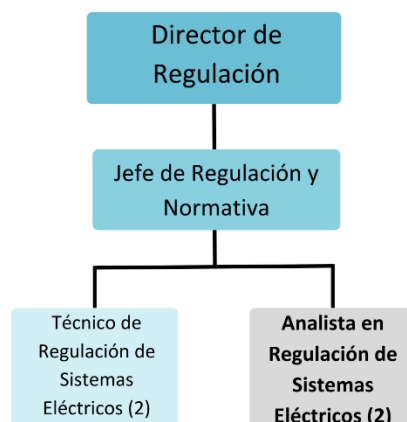 Director de
Regulación
Jefe de Regulación y
Normativa
Técnico de
Regulación de
Sistemas
Eléctricos (2)
Analista en
Regulación de
Sistemas
Eléctricos (2)